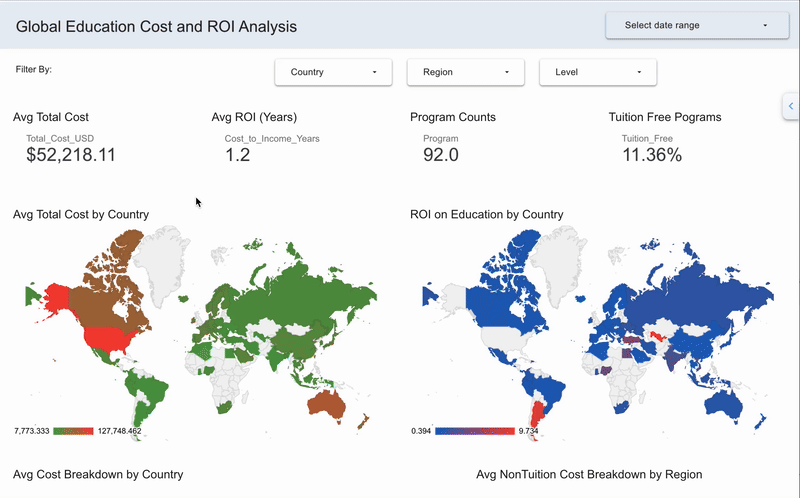 Global Education Cost and ROI Analysis
Select date range
Filter By:
Country
Region
Level
Avg Total Cost
Avg ROI (Years)
Program Counts
Tuition Free Pograms
Total_Cost_USD
Cost_to_Income_Years
Program
Tuition_Free
$52,218.11
1.2
92.0
11.36%
Avg Total Cost by Country
ROI on Education by Country
7,773.333
127,748.462
0.394
9.734
Avg Cost Breakdown by Country
Avg NonTuition Cost Breakdown by Region